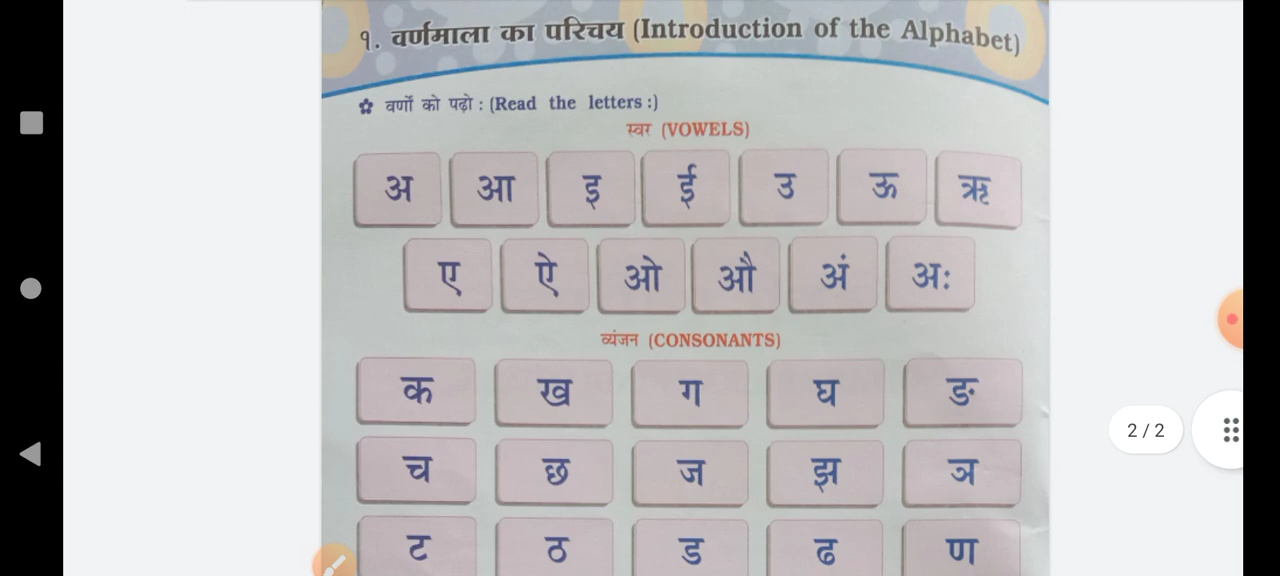 १. वर्णमाला का परिचय (Introduction of the Alphabet)
✿ वर्णों को पढ़ो : (Read the letters :)
स्वर (VOWELS)
अ आ इ ई उ ऊ ऋ
ए ऐ ओ औ अं अः
व्यंजन (CONSONANTS)
क ख ग घ ङ
2 / 2
च छ ज झ ञ
ट ठ ड ढ ण